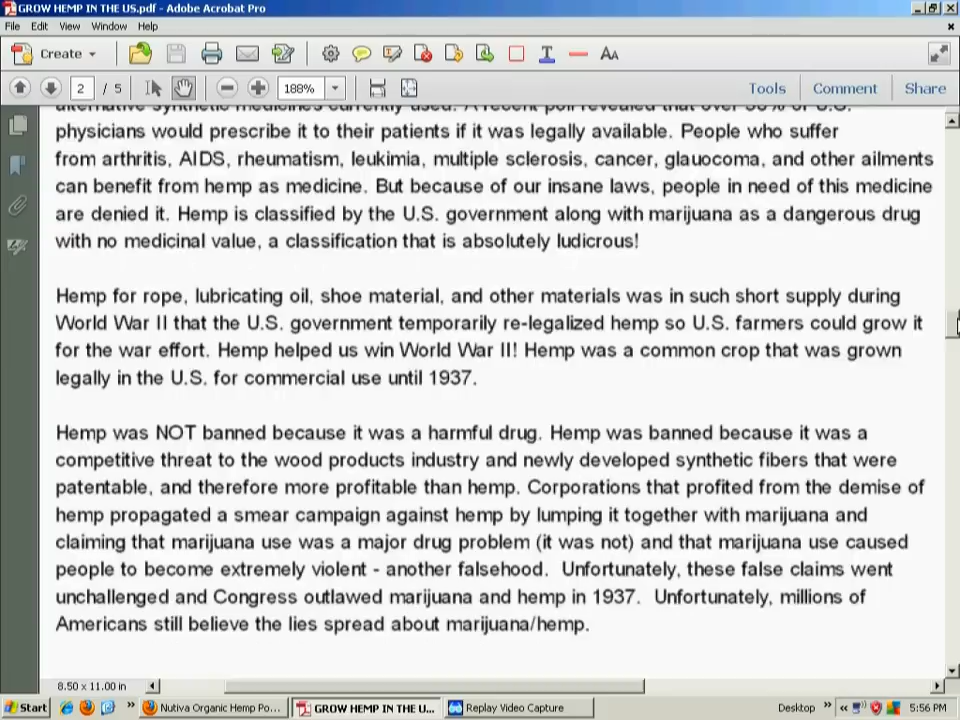 GROW HEMP IN THE US.pdf - Adobe Acrobat Pro
File Edit View Window Help
Create
2 / 5 188% Tools Comment Share
alternative synthetic medicines currently used. A recent poll revealed that over of U.S.
physicians would prescribe it to their patients if it was legally available. People who suffer
from arthritis, AIDS, rheumatism, leukimia, multiple sclerosis, cancer, glauocoma, and other ailments
can benefit from hemp as medicine. But because of our insane laws, people in need of this medicine
are denied it. Hemp is classified by the U.S. government along with marijuana as a dangerous drug
with no medicinal value, a classification that is absolutely ludicrous!
Hemp for rope, lubricating oil, shoe material, and other materials was in such short supply during
World War II that the U.S. government temporarily re-legalized hemp so U.S. farmers could grow it
for the war effort. Hemp helped us win World War II! Hemp was a common crop that was grown
legally in the U.S. for commercial use until 1937.
Hemp was NOT banned because it was a harmful drug. Hemp was banned because it was a
competitive threat to the wood products industry and newly developed synthetic fibers that were
patentable, and therefore more profitable than hemp. Corporations that profited from the demise of
hemp propagated a smear campaign against hemp by lumping it together with marijuana and
claiming that marijuana use was a major drug problem (it was not) and that marijuana use caused
people to become extremely violent - another falsehood. Unfortunately, these false claims went
unchallenged and Congress outlawed marijuana and hemp in 1937. Unfortunately, millions of
Americans still believe the lies spread about marijuana/hemp.
8.50 x 11.00 in
Start Nutiva Organic Hemp Po... GROW HEMP IN THE U... Replay Video Capture Desktop 5:56 PM